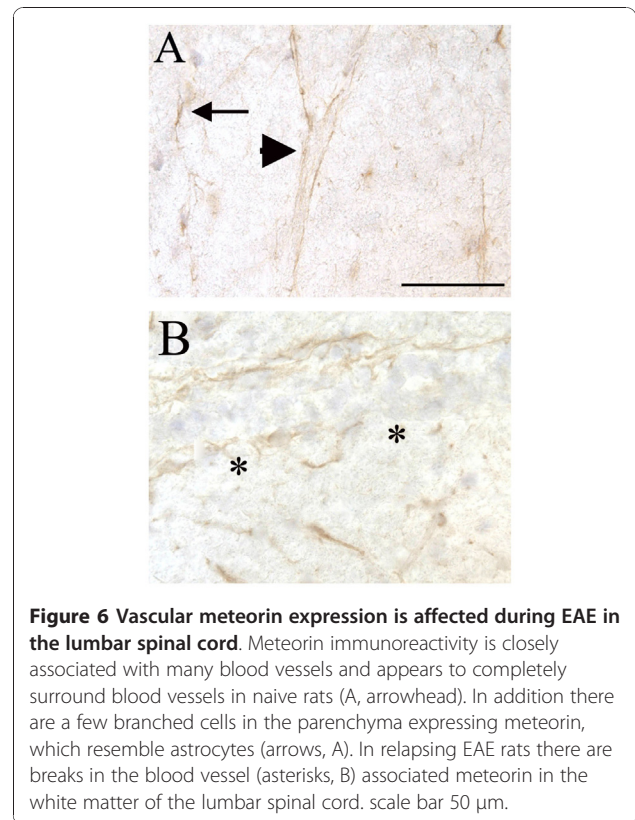 A
B
*
*
Figure 6 Vascular meteorin expression is affected during EAE in
the lumbar spinal cord. Meteorin immunoreactivity is closely
associated with many blood vessels and appears to completely
surround blood vessels in naive rats (A, arrowhead). In addition there
are a few branched cells in the parenchyma expressing meteorin,
which resemble astrocytes (arrows, A). In relapsing EAE rats there are
breaks in the blood vessel (asterisks, B) associated meteorin in the
white matter of the lumbar spinal cord. scale bar 50 μm.